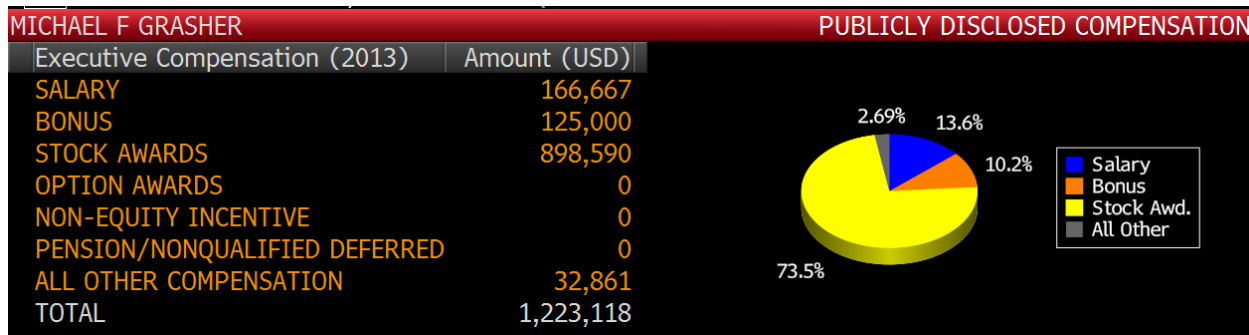 MICHAEL F GRASHER PUBLICLY DISCLOSED COMPENSATION
Executive Compensation (2013) Amount (USD)
SALARY 166,667
BONUS 125,000
STOCK AWARDS 898,590
OPTION AWARDS 0
NON-EQUITY INCENTIVE 0
PENSION/NONQUALIFIED DEFERRED 0
ALL OTHER COMPENSATION 32,861
TOTAL 1,223,118
2.69%
13.6%
10.2%
73.5%
Salary
Bonus
Stock Awd.
All Other